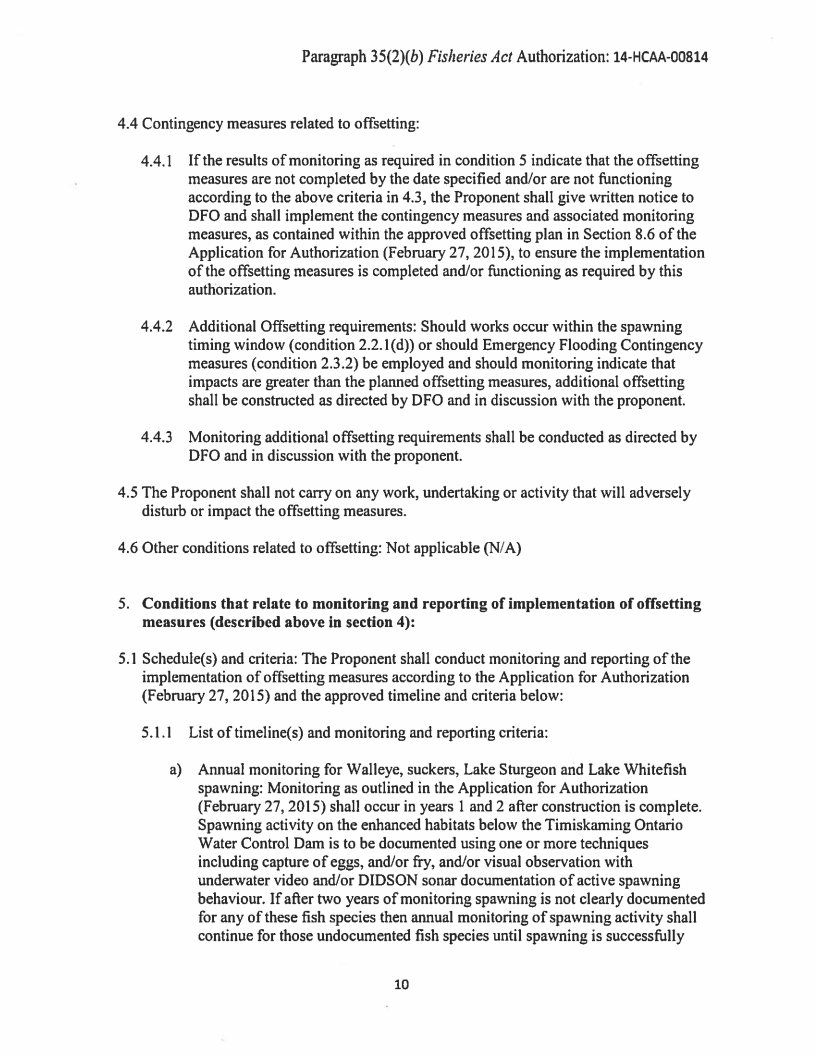 Paragraph 35(2)(b) Fisheries Act Authorization: 14-HCAA-00814
4.4 Contingency measures related to offsetting:
4.4.1 If the results of monitoring as required in condition 5 indicate that the offsetting
measures are not completed by the date specified and/or are not functioning
according to the above criteria in 4.3, the Proponent shall give written notice to
DFO and shall implement the contingency measures and associated monitoring
measures, as contained within the approved offsetting plan in Section 8.6 of the
Application for Authorization (February 27, 2015), to ensure the implementation
of the offsetting measures is completed and/or functioning as required by this
authorization.
4.4.2 Additional Offsetting requirements: Should works occur within the spawning
timing window (condition 2.2.1(d)) or should Emergency Flooding Contingency
measures (condition 2.3.2) be employed and should monitoring indicate that
impacts are greater than the planned offsetting measures, additional offsetting
shall be constructed as directed by DFO and in discussion with the proponent.
4.4.3 Monitoring additional offsetting requirements shall be conducted as directed by
DFO and in discussion with the proponent.
4.5 The Proponent shall not carry on any work, undertaking or activity that will adversely
disturb or impact the offsetting measures.
4.6 Other conditions related to offsetting: Not applicable (N/A)
5. Conditions that relate to monitoring and reporting of implementation of offsetting
measures (described above in section 4):
5.1 Schedule(s) and criteria: The Proponent shall conduct monitoring and reporting of the
implementation of offsetting measures according to the Application for Authorization
(February 27, 2015) and the approved timeline and criteria below:
5.1.1 List of timeline(s) and monitoring and reporting criteria:
a) Annual monitoring for Walleye, suckers, Lake Sturgeon and Lake Whitefish
spawning: Monitoring as outlined in the Application for Authorization
(February 27, 2015) shall occur in years 1 and 2 after construction is complete.
Spawning activity on the enhanced habitats below the Timiskaming Ontario
Water Control Dam is to be documented using one or more techniques
including capture of eggs, and/or fry, and/or visual observation with
underwater video and/or DIDSON sonar documentation of active spawning
behaviour. If after two years of monitoring spawning is not clearly documented
for any of these fish species then annual monitoring of spawning activity shall
continue for those undocumented fish species until spawning is successfully
10